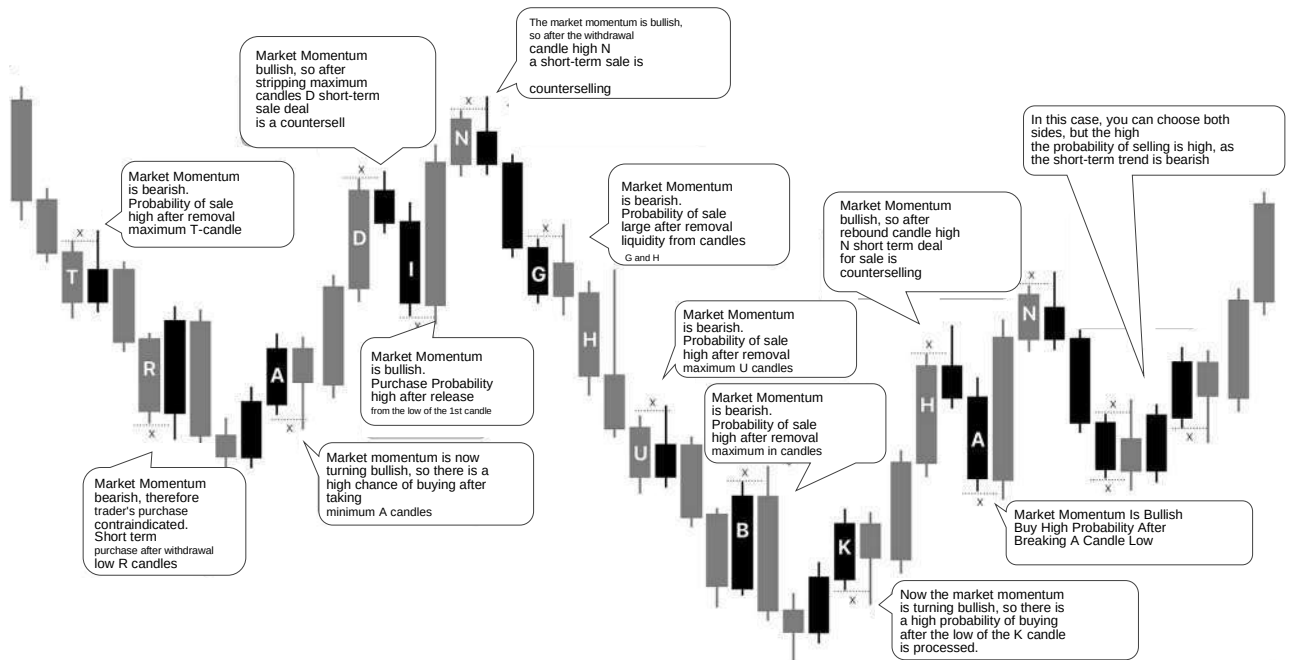 The market momentum is bullish,
so after the withdrawal
candle high N
a short-term sale is
counterselling
Market Momentum
bullish, so after
stripping maximum
candles D short-term
sale deal
is a countersell
In this case, you can choose both
sides, but the high
the probability of selling is high, as
the short-term trend is bearish
Market Momentum
is bearish.
Probability of sale
high after removal
maximum T-candle
Market Momentum
is bearish.
Probability of sale
large after removal
liquidity from candles
G and H
Market Momentum
bullish, so after
rebound candle high
N short term deal
for sale is
counterselling
Market Momentum
is bearish.
Probability of sale
high after removal
maximum U candles
Market Momentum
is bullish.
Purchase Probability
high after release
from the low of the 1st candle
Market Momentum
is bearish.
Probability of sale
high after removal
maximum in candles
Market momentum is now
turning bullish, so there is a
high chance of buying after
taking
minimum A candles
Market Momentum
bearish, therefore
trader's purchase
contraindicated.
Short term
purchase after withdrawal
low R candles
Market Momentum Is Bullish
Buy High Probability After
Breaking A Candle Low
Now the market momentum
is turning bullish, so there is
a high probability of buying
after the low of the K candle
is processed.
x
T
R
x
A
x
x
D
I
x
x
N
x
G
H
x
U
x
B
K
x
x
H
A
x
x
N
x
x
x